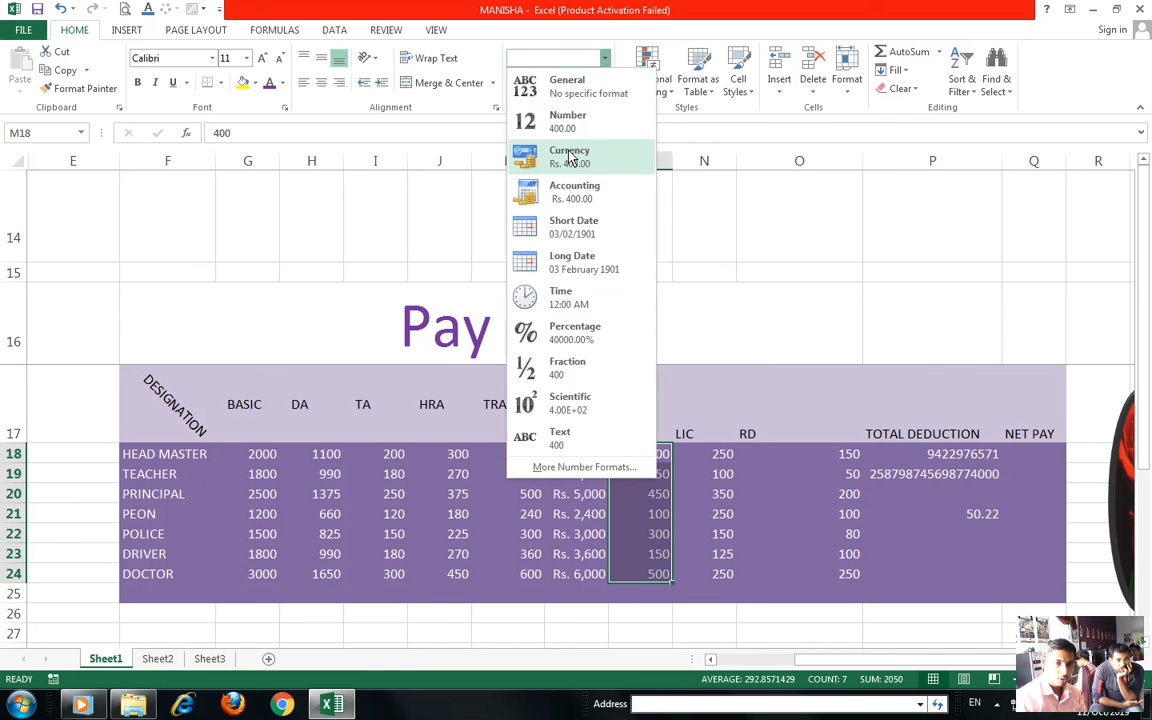 MANISHA - Excel (Product Activation Failed)
FILE HOME INSERT PAGE LAYOUT FORMULAS DATA REVIEW VIEW Sign in
Paste Cut Copy Format Painter Clipboard
Calibri 11 B I U Font
Wrap Text Merge & Center Alignment
Format as Table Cell Styles Styles
Insert Delete Format Cells
AutoSum Fill Clear Sort & Filter Find & Select Editing
General
No specific format
Number
400.00
Currency
Accounting
Rs. 400.00
Short Date
03/02/1901
Long Date
03 February 1901
Time
12:00 AM
Percentage
40000.00%
Fraction
400
Scientific
4.00E+02
Text
400
More Number Formats...
M18 fx 400
E F G H I J N O P Q R
14
15
16 Pay
17 DESIGNATION BASIC DA TA HRA LIC RD TOTAL DEDUCTION NET PAY
18 HEAD MASTER 2000 1100 200 300 250 150 9422976571
19 TEACHER 1800 990 180 270 100 50 258798745698774000
20 PRINCIPAL 2500 1375 250 375 500 Rs. 5,000 450 350 200
21 PEON 1200 660 120 180 240 Rs. 2,400 100 250 100 50.22
22 POLICE 1500 825 150 225 300 Rs. 3,000 300 150 80
23 DRIVER 1800 990 180 270 360 Rs. 3,600 150 125 100
24 DOCTOR 3000 1650 300 450 600 Rs. 6,000 500 250 250
25
26
27
Sheet1 Sheet2 Sheet3
READY AVERAGE: 292.8571429 COUNT: 7 SUM: 2050
Address EN